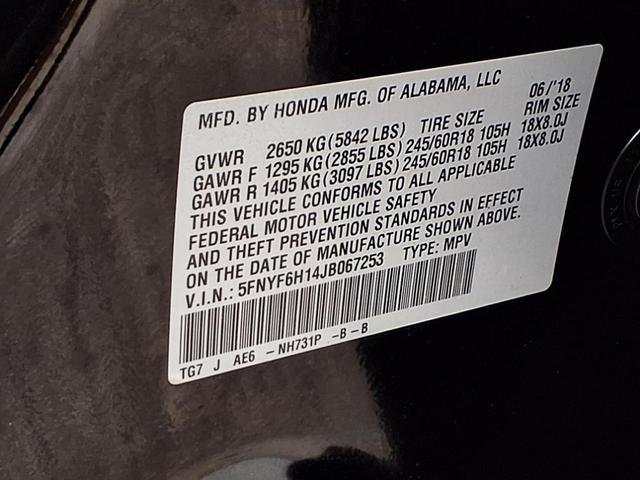 MFD. BY HONDA MFG. OF ALABAMA, LLC 06/'18
GVWR 2650 KG (5842 LBS) TIRE SIZE RIM SIZE
GAWR F 1295 KG (2855 LBS) 245/60R18 105H 18X8.0J
GAWR R 1405 KG (3097 LBS) 245/60R18 105H 18X8.0J
THIS VEHICLE CONFORMS TO ALL APPLICABLE
FEDERAL MOTOR VEHICLE SAFETY
AND THEFT PREVENTION STANDARDS IN EFFECT
ON THE DATE OF MANUFACTURE SHOWN ABOVE.
V.I.N.: 5FNYF6H14JB067253 TYPE: MPV
TG7 J AE6 -NH731P -B-B